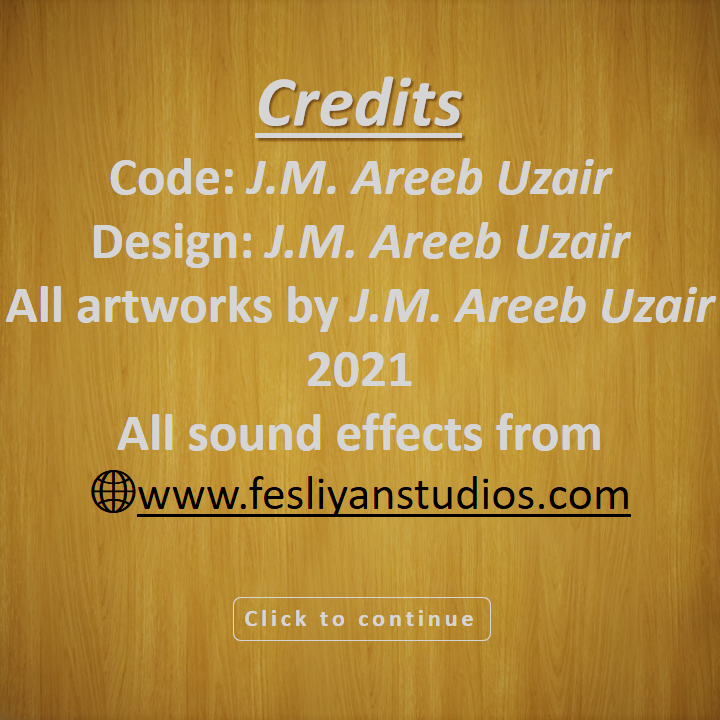 Credits
Code: J.M. Areeb Uzair
Design: J.M. Areeb Uzair
All artworks by J.M. Areeb Uzair
2021
All sound effects from
www.fesliyanstudios.com
Click to continue